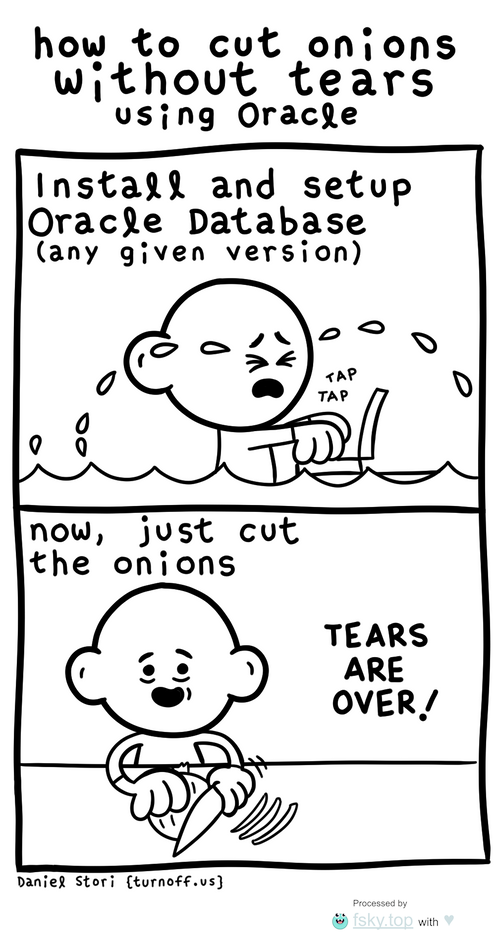 how to cut onions
without tears
using Oracle
Install and setup
Oracle Database
(any given version)
TAP
TAP
now, just cut
the onions
TEARS
ARE
OVER!
Daniel Stori {turnoff.us}
Processed by
fsky.top with ♥